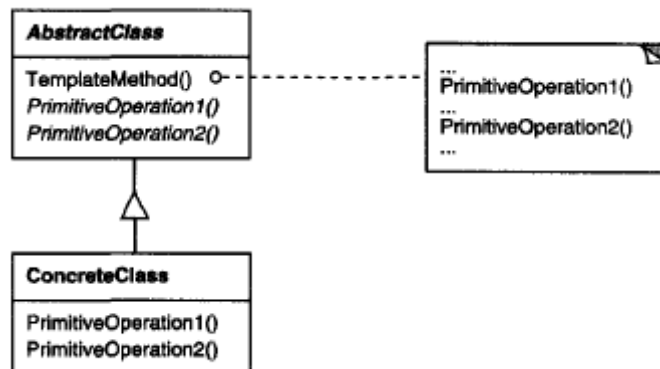 AbstractClass
TemplateMethod()
PrimitiveOperation1()
PrimitiveOperation2()
...
PrimitiveOperation1()
...
PrimitiveOperation2()
...
ConcreteClass
PrimitiveOperation1()
PrimitiveOperation2()